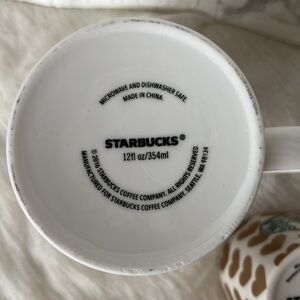 MICROWAVE AND DISHWASHER SAFE.
MADE IN CHINA.
STARBUCKS®
12fl oz/354ml
© 2016 STARBUCKS COFFEE COMPANY. ALL RIGHTS RESERVED.
MANUFACTURED FOR STARBUCKS COFFEE COMPANY, SEATTLE, WA 98134